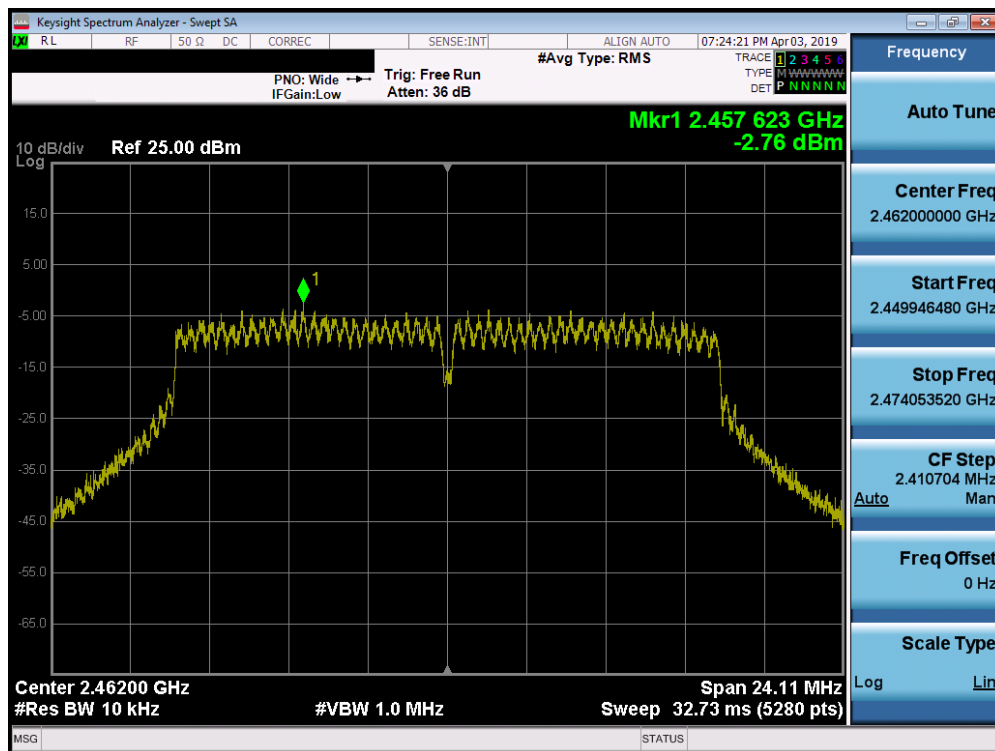 Keysight Spectrum Analyzer - Swept SA
LXI RL RF 50 Ω DC CORREC SENSE:INT ALIGN AUTO 07:24:21 PM Apr 03, 2019
#Avg Type: RMS
TRACE 1 2 3 4 5 6
PNO: Wide
Trig: Free Run
TYPE M WWWWW
IFGain:Low
Atten: 36 dB
DET P N N N N N
Mkr1 2.457 623 GHz
-2.76 dBm
10 dB/div
Log
Ref 25.00 dBm
15.0
5.00
1
-5.00
-15.0
-25.0
-35.0
-45.0
-55.0
-65.0
Center 2.46200 GHz
Span 24.11 MHz
#Res BW 10 kHz
#VBW 1.0 MHz
Sweep 32.73 ms (5280 pts)
MSG
STATUS
Frequency
Auto Tune
Center Freq
2.462000000 GHz
Start Freq
2.449946480 GHz
Stop Freq
2.474053520 GHz
CF Step
2.410704 MHz
Auto Man
Freq Offset
0 Hz
Scale Type
Log Lin